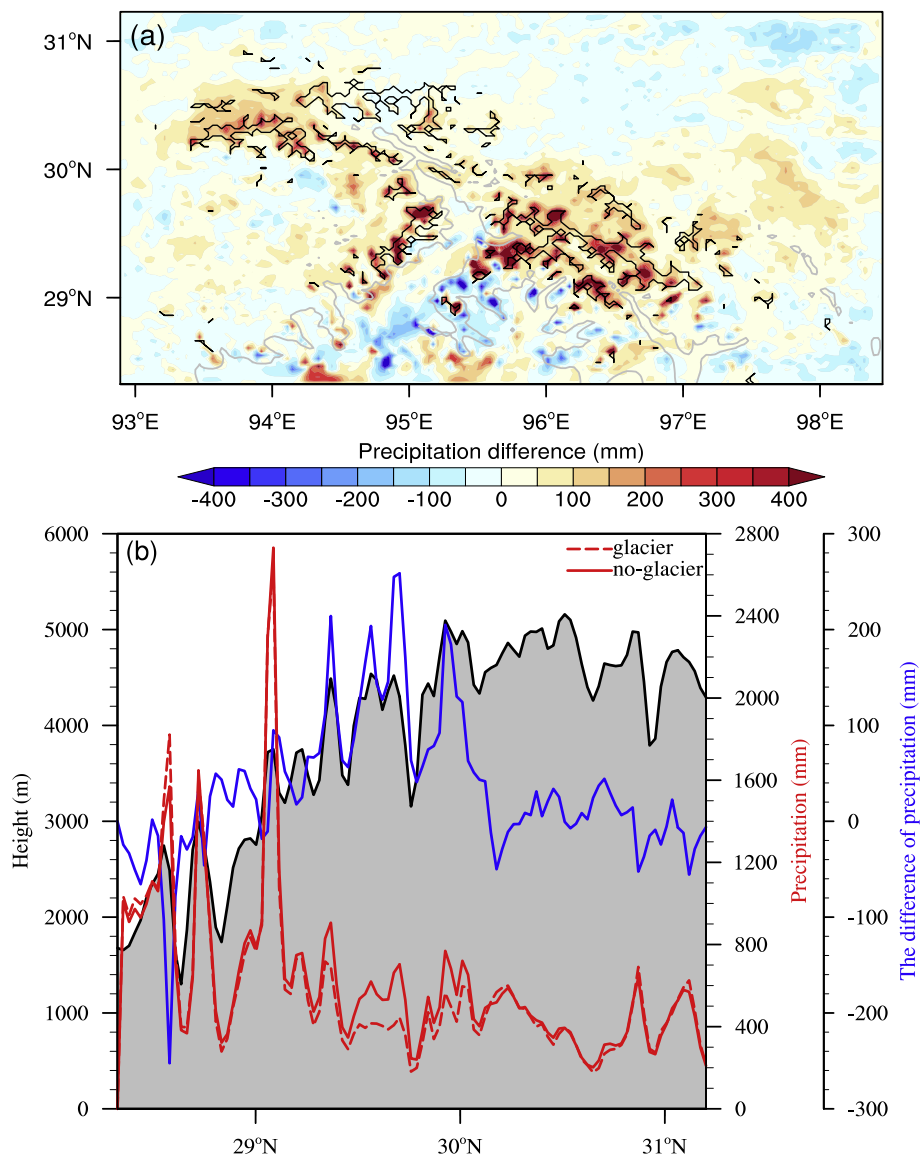 (a)
31°N
30°N
29°N
93°E 94°E 95°E 96°E 97°E 98°E
Precipitation difference (mm)
-400 -300 -200 -100 0 100 200 300 400
(b)
glacier
no-glacier
6000 2800 300
5000 2400 200
4000 2000 100
3000 1600 0
2000 1200 -100
1000 800 -200
0 400 -300
0
Height (m)
Precipitation (mm)
The difference of precipitation (mm)
29°N 30°N 31°N